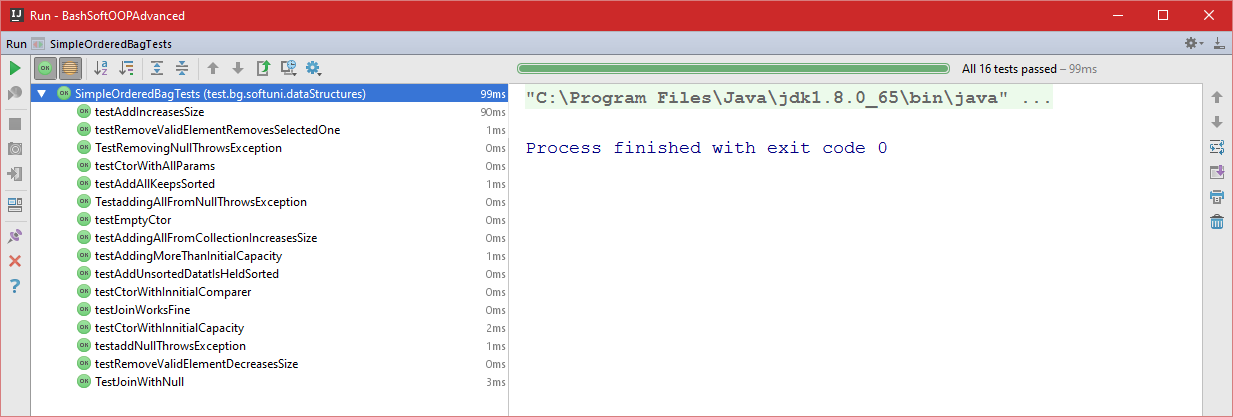 Run - BashSoftOOPAdvanced
Run SimpleOrderedBagTests
All 16 tests passed – 99ms
SimpleOrderedBagTests (test.bg.softuni.dataStructures) 99ms
testAddIncreasesSize 90ms
testRemoveValidElementRemovesSelectedOne 1ms
TestRemovingNullThrowsException 0ms
testCtorWithAllParams 0ms
testAddAllKeepsSorted 1ms
TestaddingAllFromNullThrowsException 0ms
testEmptyCtor 0ms
testAddingAllFromCollectionIncreasesSize 0ms
testAddingMoreThanInitialCapacity 1ms
testAddUnsortedDatatIsHeldSorted 0ms
testCtorWithInnitialComparer 0ms
testJoinWorksFine 0ms
testCtorWithInnitialCapacity 2ms
testaddNullThrowsException 1ms
testRemoveValidElementDecreasesSize 0ms
TestJoinWithNull 3ms
"C:\Program Files\Java\jdk1.8.0_65\bin\java" ...
Process finished with exit code 0